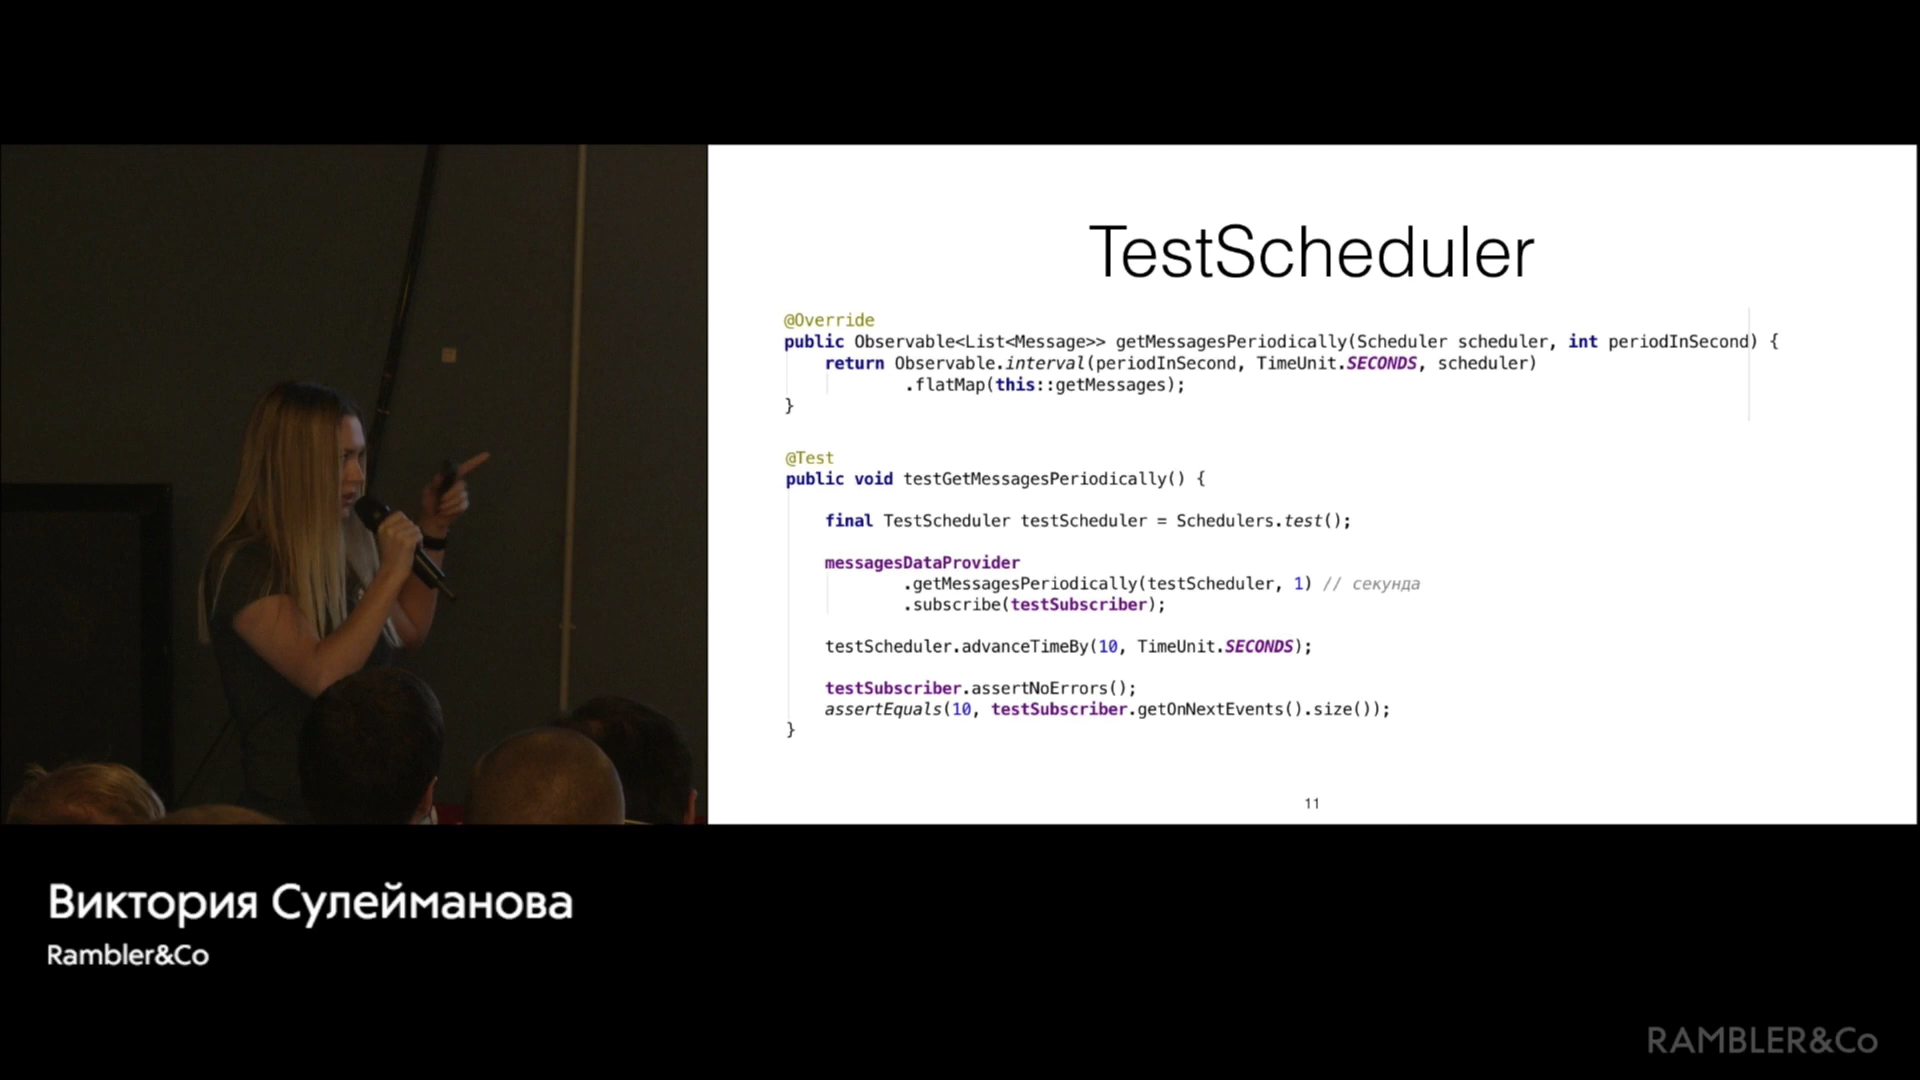 TestScheduler
@Override
public Observable<List<Message>> getMessagesPeriodically(Scheduler scheduler, int periodInSecond) {
return Observable.interval(periodInSecond, TimeUnit.SECONDS, scheduler)
.flatMap(this::getMessages);
}
@Test
public void testGetMessagesPeriodically() {
final TestScheduler testScheduler = Schedulers.test();
messagesDataProvider
.getMessagesPeriodically(testScheduler, 1) // секунда
.subscribe(testSubscriber);
testScheduler.advanceTimeBy(10, TimeUnit.SECONDS);
testSubscriber.assertNoErrors();
assertEquals(10, testSubscriber.getOnNextEvents().size());
}
11
Виктория Сулейманова
Rambler&Co
RAMBLER&Co